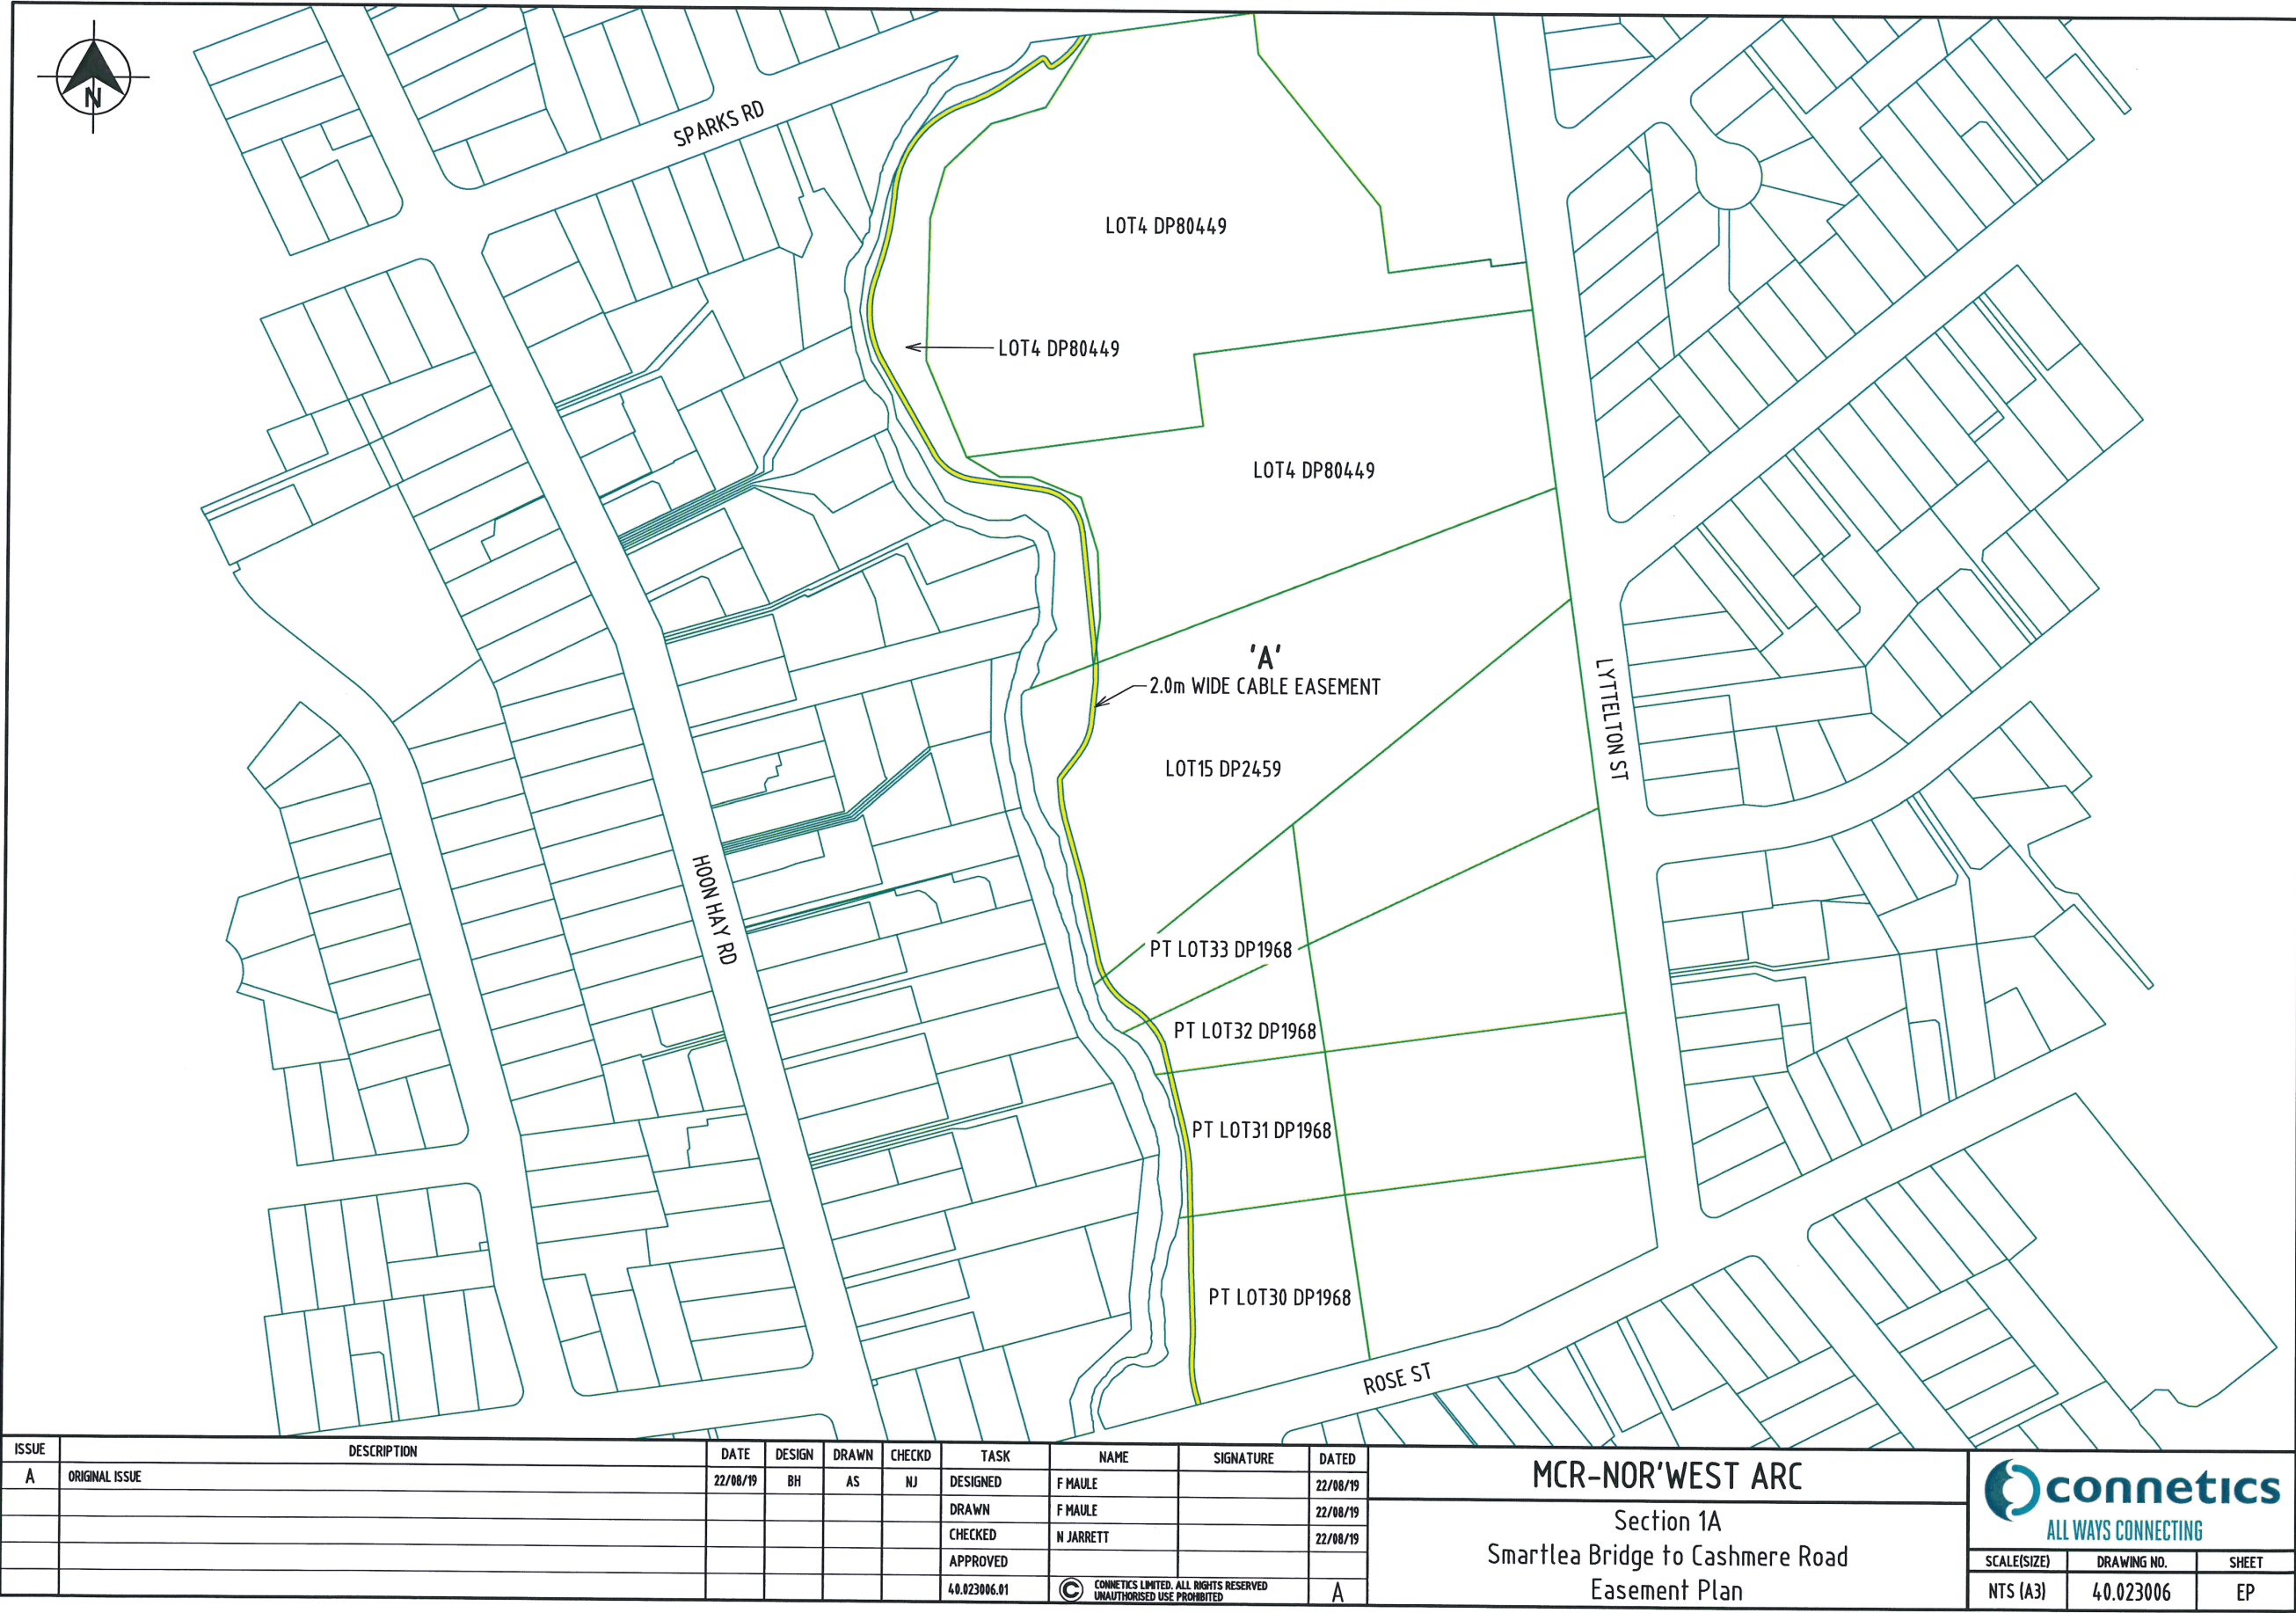 N
SPARKS RD
LOT4 DP80449
LOT4 DP80449
LOT4 DP80449
'A'
2.0m WIDE CABLE EASEMENT
LYTTELTON ST
LOT15 DP2459
HOON HAY RD
PT LOT33 DP1968
PT LOT32 DP1968
PT LOT31 DP1968
PT LOT30 DP1968
ROSE ST
ISSUE DESCRIPTION DATE DESIGN DRAWN CHECKD
A ORIGINAL ISSUE 22/08/19 BH AS NJ
TASK NAME SIGNATURE DATED
DESIGNED F MAULE 22/08/19
DRAWN F MAULE 22/08/19
CHECKED N JARRETT 22/08/19
APPROVED
40.023006.01 © CONNETICS LIMITED. ALL RIGHTS RESERVED
UNAUTHORISED USE PROHIBITED
A
MCR-NOR'WEST ARC
Section 1A
Smartlea Bridge to Cashmere Road
Easement Plan
connetics
ALL WAYS CONNECTING
SCALE(SIZE) DRAWING NO. SHEET
NTS (A3) 40.023006 EP